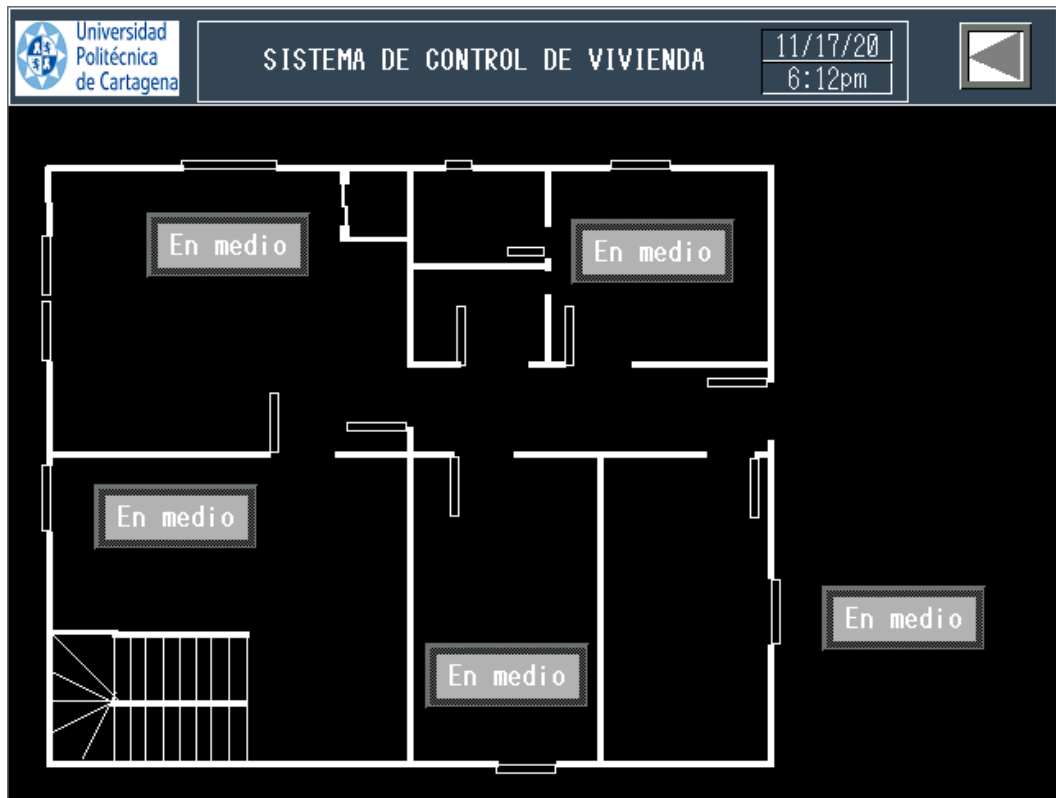 Universidad
Politécnica
de Cartagena
SISTEMA DE CONTROL DE VIVIENDA
11/17/20
6:12pm
En medio
En medio
En medio
En medio
En medio